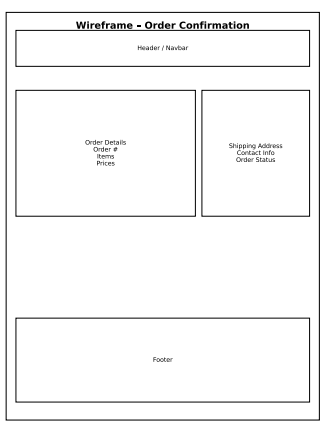 Wireframe – Order Confirmation
Header / Navbar
Order Details
Order #
Items
Prices
Shipping Address
Contact Info
Order Status
Footer